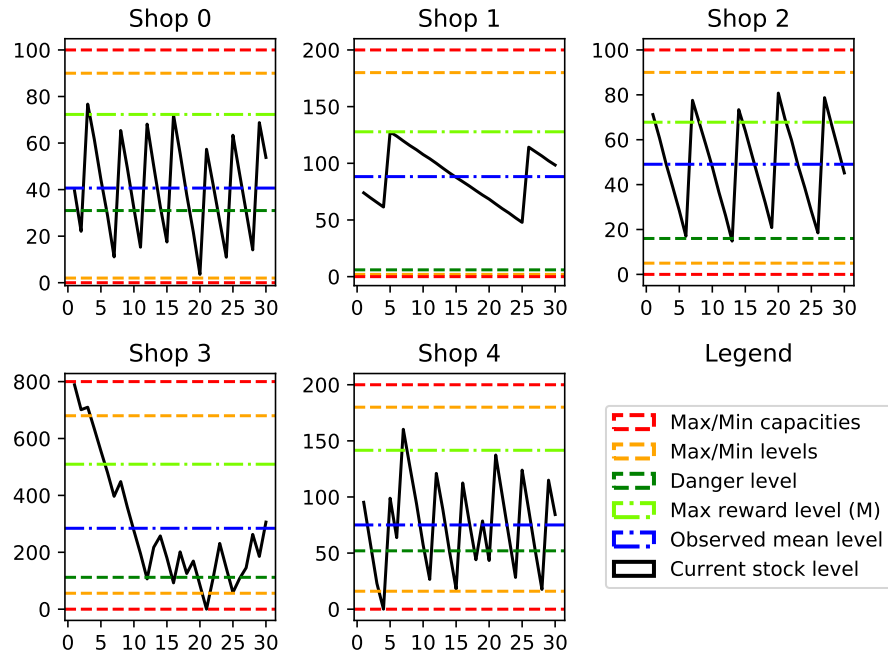 Shop 0
Shop 1
Shop 2
100
80
60
40
20
0
0 5 10 15 20 25 30
200
150
100
50
0
0 5 10 15 20 25 30
100
80
60
40
20
0
0 5 10 15 20 25 30
Shop 3
Shop 4
Legend
800
600
400
200
0
0 5 10 15 20 25 30
200
150
100
50
0
0 5 10 15 20 25 30
Max/Min capacities
Max/Min levels
Danger level
Max reward level (M)
Observed mean level
Current stock level